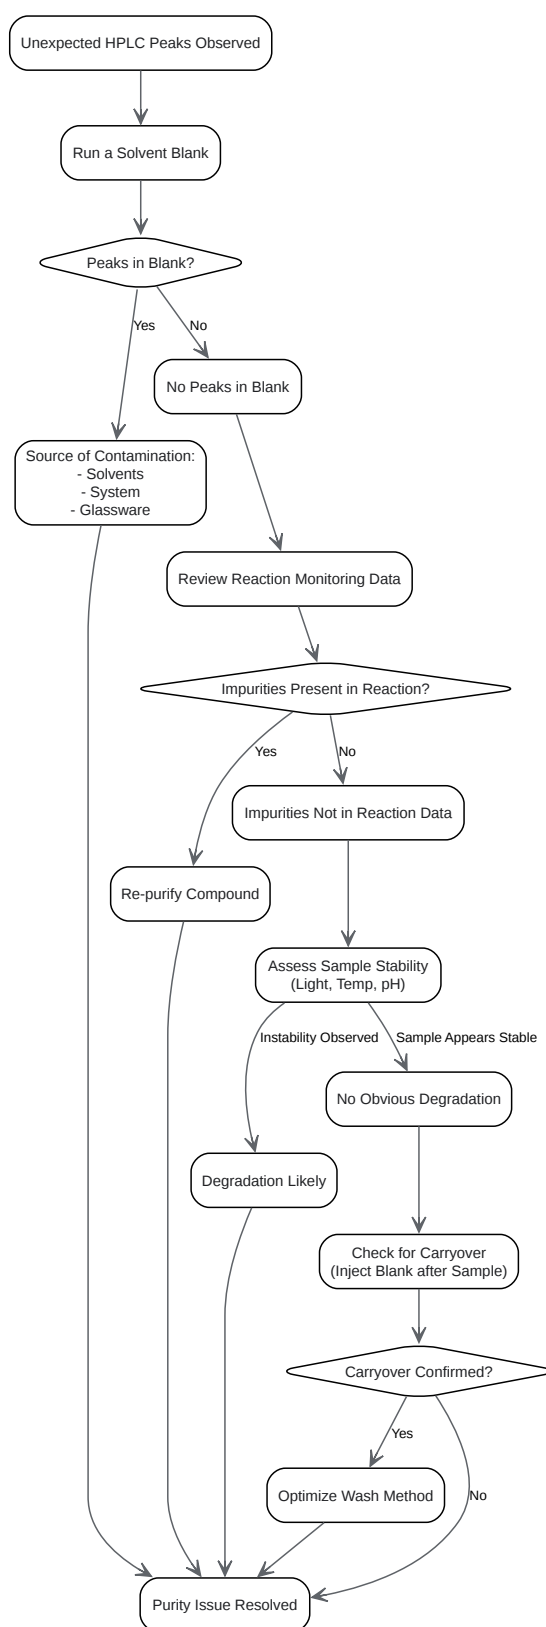 Unexpected HPLC Peaks Observed
Run a Solvent Blank
Peaks in Blank?
Yes
No
No Peaks in Blank
Source of Contamination:
- Solvents
- System
- Glassware
Review Reaction Monitoring Data
Impurities Present in Reaction?
Yes
No
Impurities Not in Reaction Data
Re-purify Compound
Assess Sample Stability
(Light, Temp, pH)
Instability Observed
Sample Appears Stable
No Obvious Degradation
Degradation Likely
Check for Carryover
(Inject Blank after Sample)
Carryover Confirmed?
Yes
Optimize Wash Method
No
Purity Issue Resolved